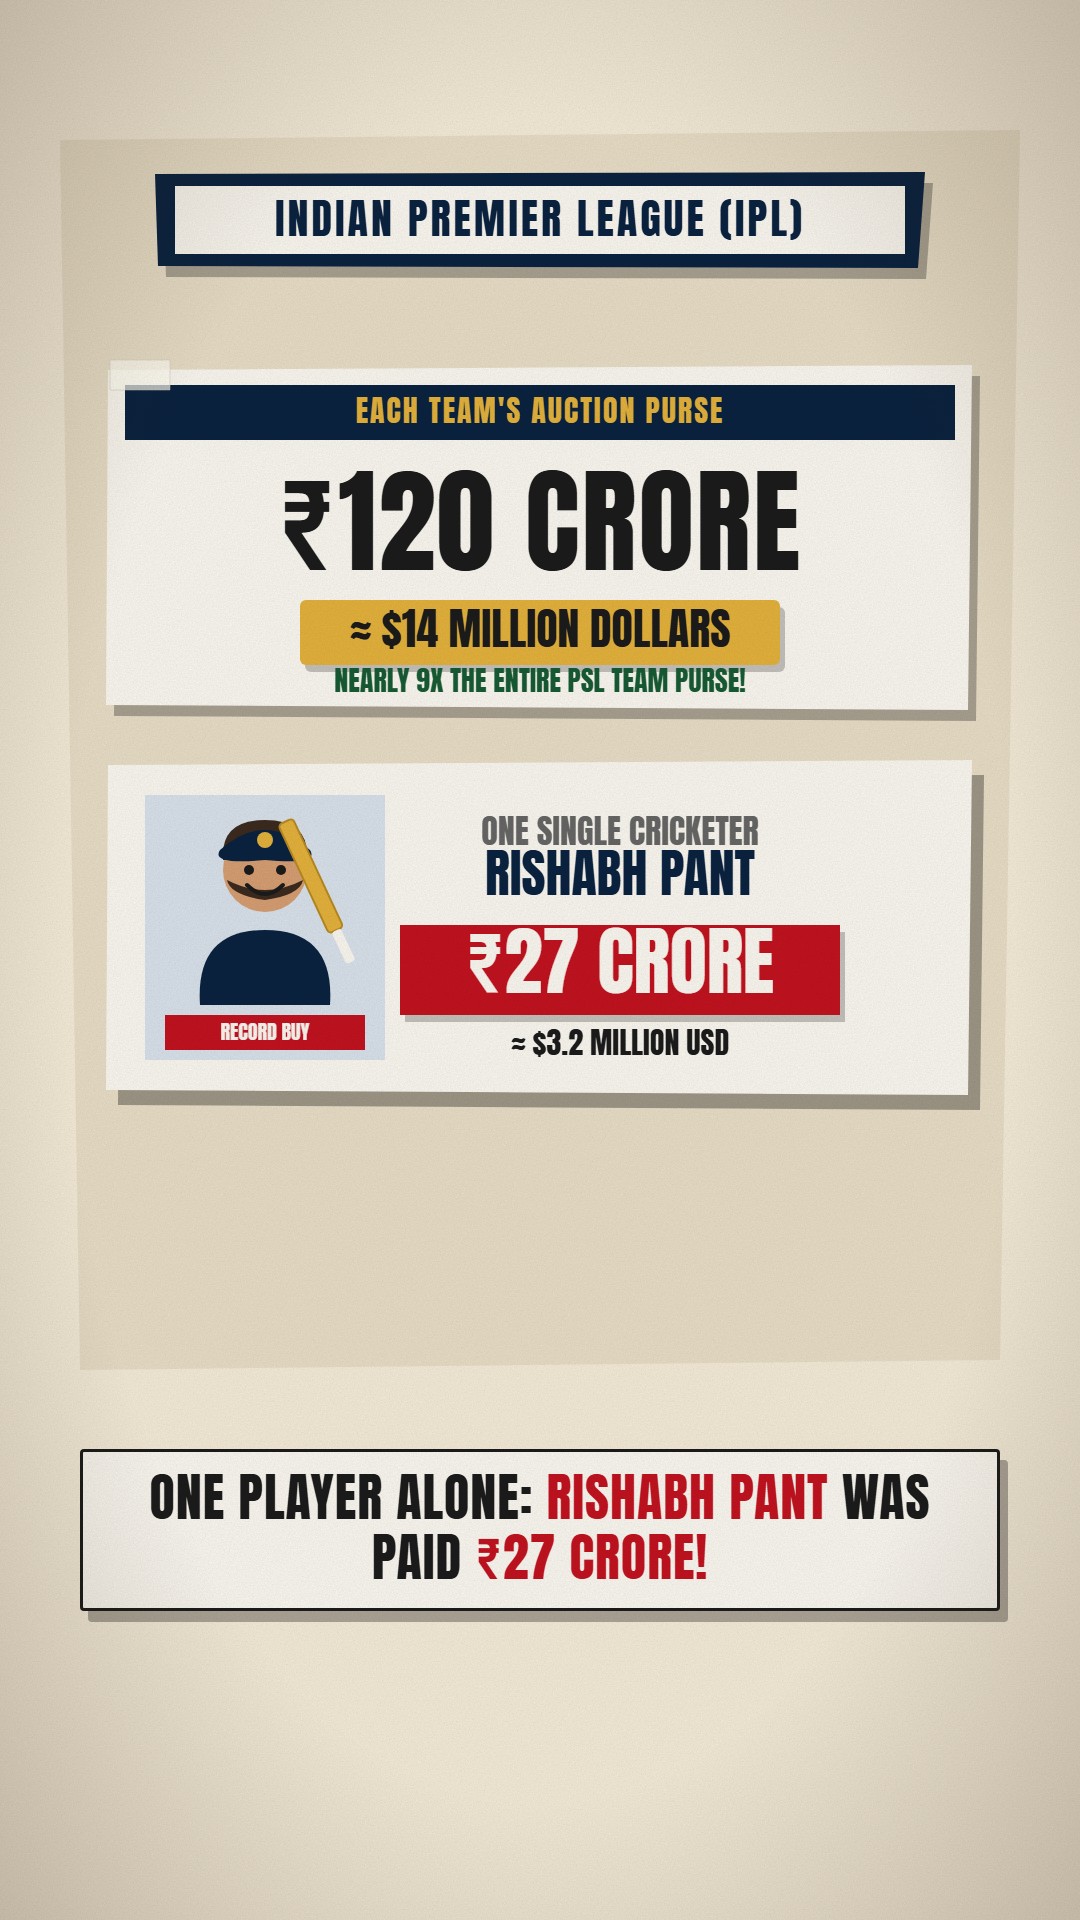 INDIAN PREMIER LEAGUE (IPL)
EACH TEAM'S AUCTION PURSE
₹120 CRORE
≈ $14 MILLION DOLLARS
NEARLY 9X THE ENTIRE PSL TEAM PURSE!
ONE SINGLE CRICKETER
RISHABH PANT
₹27 CRORE
≈ $3.2 MILLION USD
RECORD BUY
ONE PLAYER ALONE: RISHABH PANT WAS
PAID ₹27 CRORE!